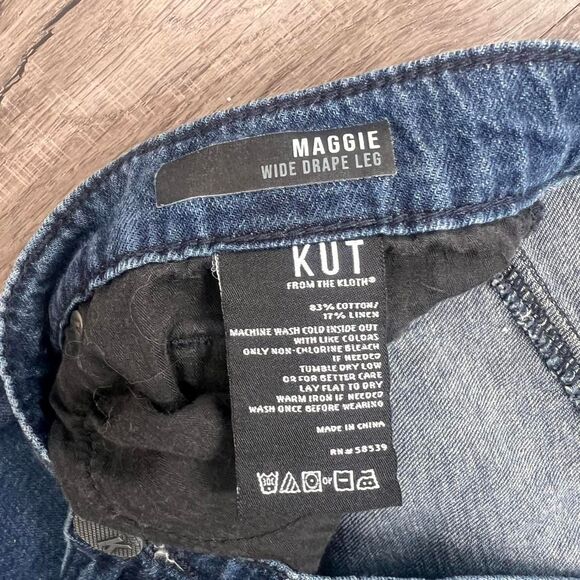 MAGGIE
WIDE DRAPE LEG
KUT
FROM THE KLOTH®
83% COTTON/
17% LINEN
MACHINE WASH COLD INSIDE OUT
WITH LIKE COLORS
ONLY NON-CHLORINE BLEACH
IF NEEDED
TUMBLE DRY LOW
OR FOR BETTER CARE
LAY FLAT TO DRY
WARM IRON IF NEEDED
WASH ONCE BEFORE WEARING
MADE IN CHINA
RN# 58539
30C or